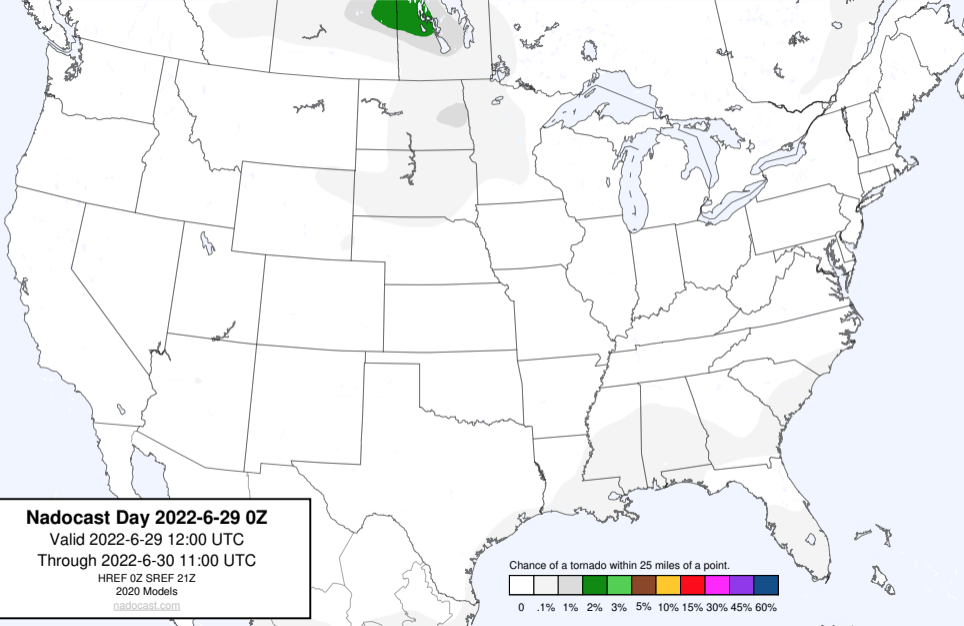 Nadocast Day 2022-6-29 0Z
Valid 2022-6-29 12:00 UTC
Through 2022-6-30 11:00 UTC
HREF 0Z SREF 21Z
2020 Models
nadocast.com
Chance of a tornado within 25 miles of a point.
0 .1% 1% 2% 3% 5% 10% 15% 30% 45% 60%